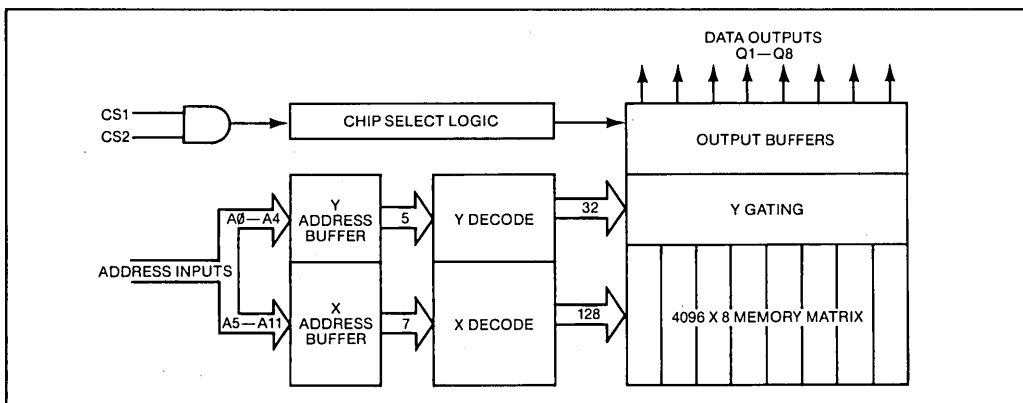 DATA OUTPUTS
Q1—Q8
CS1
CS2
CHIP SELECT LOGIC
OUTPUT BUFFERS
A0—A4
Y
ADDRESS
BUFFER
5
Y DECODE
32
Y GATING
ADDRESS INPUTS
A5—A11
X
ADDRESS
BUFFER
7
X DECODE
128
4096 X 8 MEMORY MATRIX